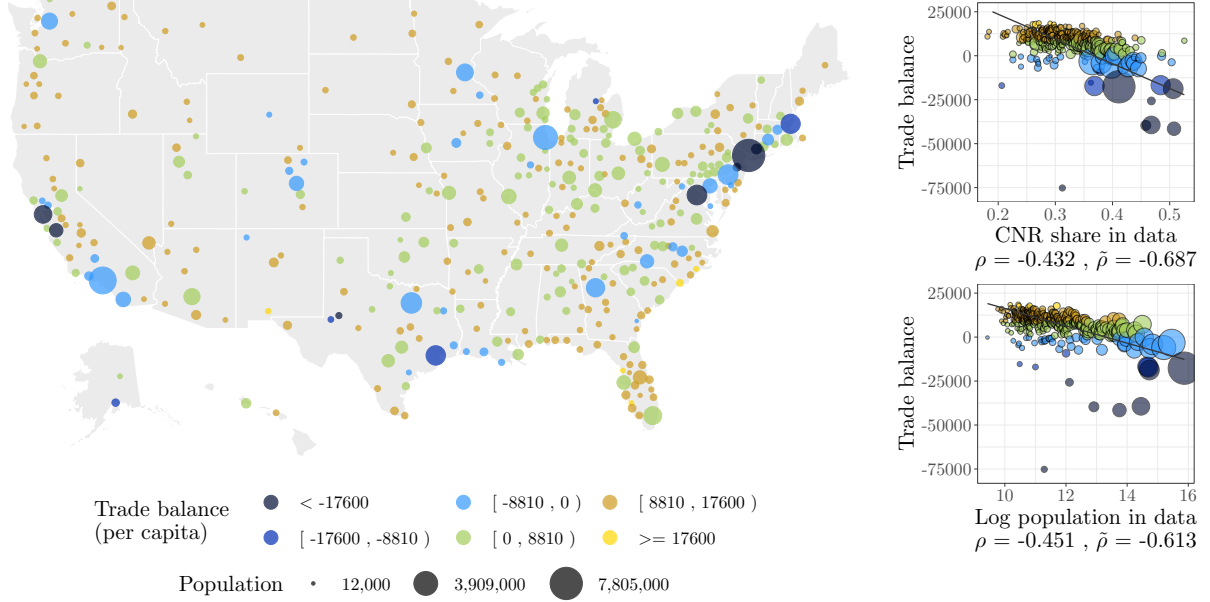 25000
0
-25000
-50000
-75000
Trade balance
0.2 0.3 0.4 0.5
CNR share in data
ρ = -0.432 , ρ̃ = -0.687
25000
0
-25000
-50000
-75000
Trade balance
10 12 14 16
Log population in data
ρ = -0.451 , ρ̃ = -0.613
Trade balance
(per capita)
< -17600
[ -8810 , 0 )
[ 8810 , 17600 )
[ -17600 , -8810 )
[ 0 , 8810 )
>= 17600
Population 12,000 3,909,000 7,805,000